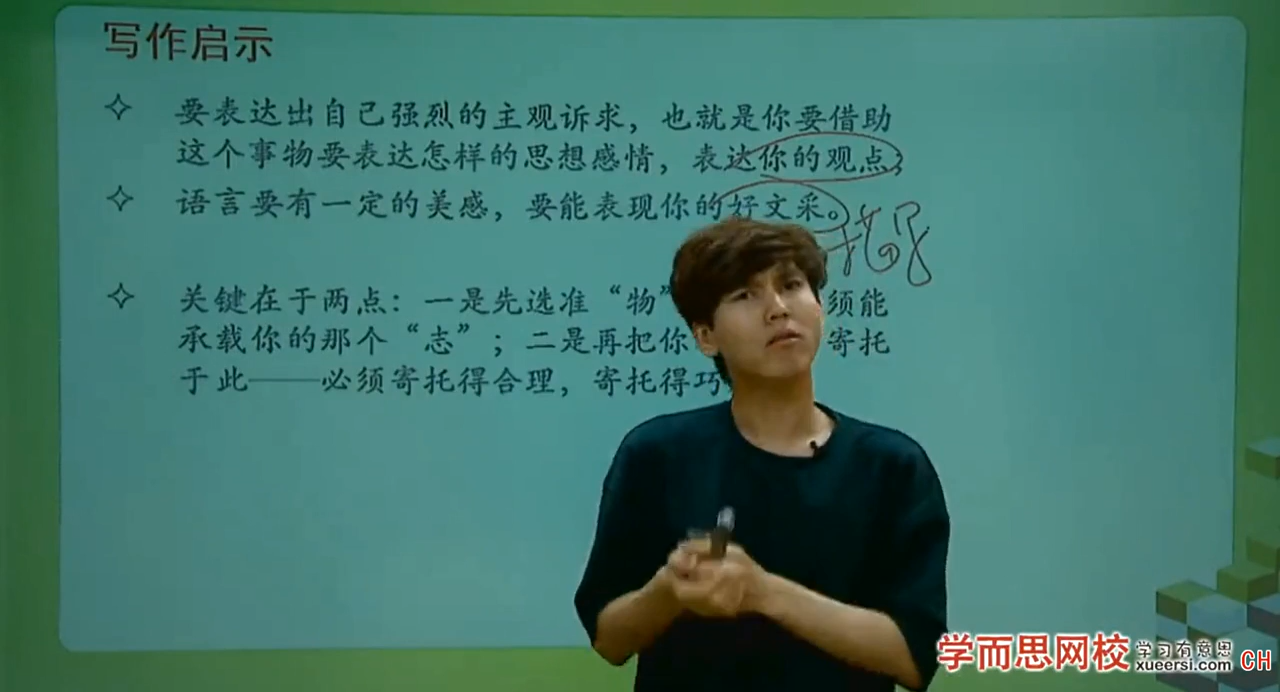 写作启示
要表达出自己强烈的主观诉求，也就是你要借助
这个事物要表达怎样的思想感情，表达你的观点；
语言要有一定的美感，要能表现你的好文采。
关键在于两点：一是先选准“物” 须能
承载你的那个“志”；二是再把你 寄托
于此——必须寄托得合理，寄托得巧
学而思网校 学习有意思
xueersi.com CH